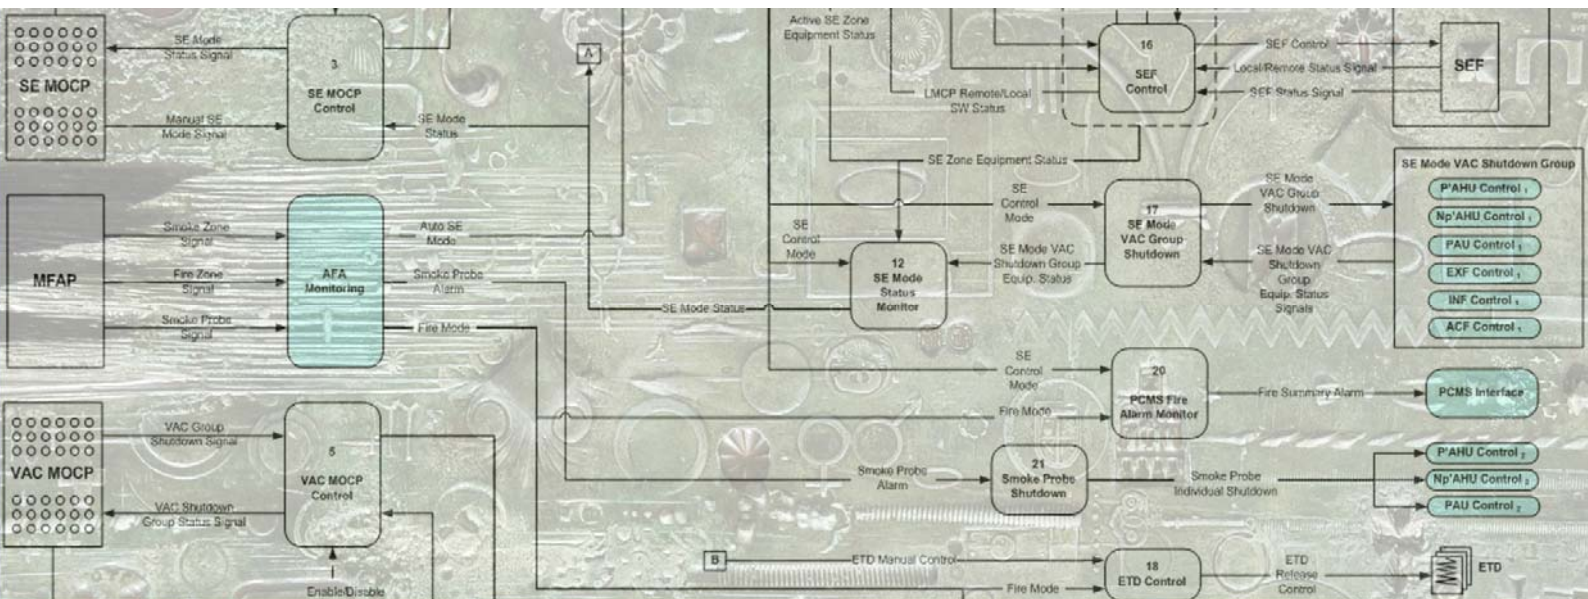 SE Mode
Status Signal
SE MOCP
3
SE MOCP
Control
Manual SE
Mode Signal
SE Mode
Status
A
Active SE Zone
Equipment Status
LMCP Remote/Local
SW Status
16
SEF
Control
SEF Control
Local/Remote Status Signal
SEF Status Signal
SEF
SE Zone Equipment Status
MFAP
Smoke Zone
Signal
Fire Zone
Signal
Smoke Probe
Signal
AFA
Monitoring
Auto SE
Mode
Smoke Probe
Alarm
Fire Mode
SE Mode Status
SE
Control
Mode
12
SE Mode
Status
Monitor
SE
Control
Mode
SE Mode VAC
Shutdown Group
Equip. Status
17
SE Mode
VAC Group
Shutdown
SE Mode
VAC Group
Shutdown
SE Mode VAC
Shutdown
Group
Equip. Status
Signals
SE Mode VAC Shutdown Group
P'AHU Control 1
Np'AHU Control 1
PAU Control 1
EXF Control 1
INF Control 1
ACF Control 1
SE
Control
Mode
Fire Mode
20
PCMS Fire
Alarm Monitor
Fire Summary Alarm
PCMS Interface
VAC MOCP
VAC Group
Shutdown Signal
VAC Shutdown
Group Status Signal
5
VAC MOCP
Control
Enable/Disable
Smoke Probe
Alarm
21
Smoke Probe
Shutdown
Smoke Probe
Individual Shutdown
P'AHU Control 2
Np'AHU Control 2
PAU Control 2
B
ETD Manual Control
Fire Mode
18
ETD Control
ETD
Release
Control
ETD